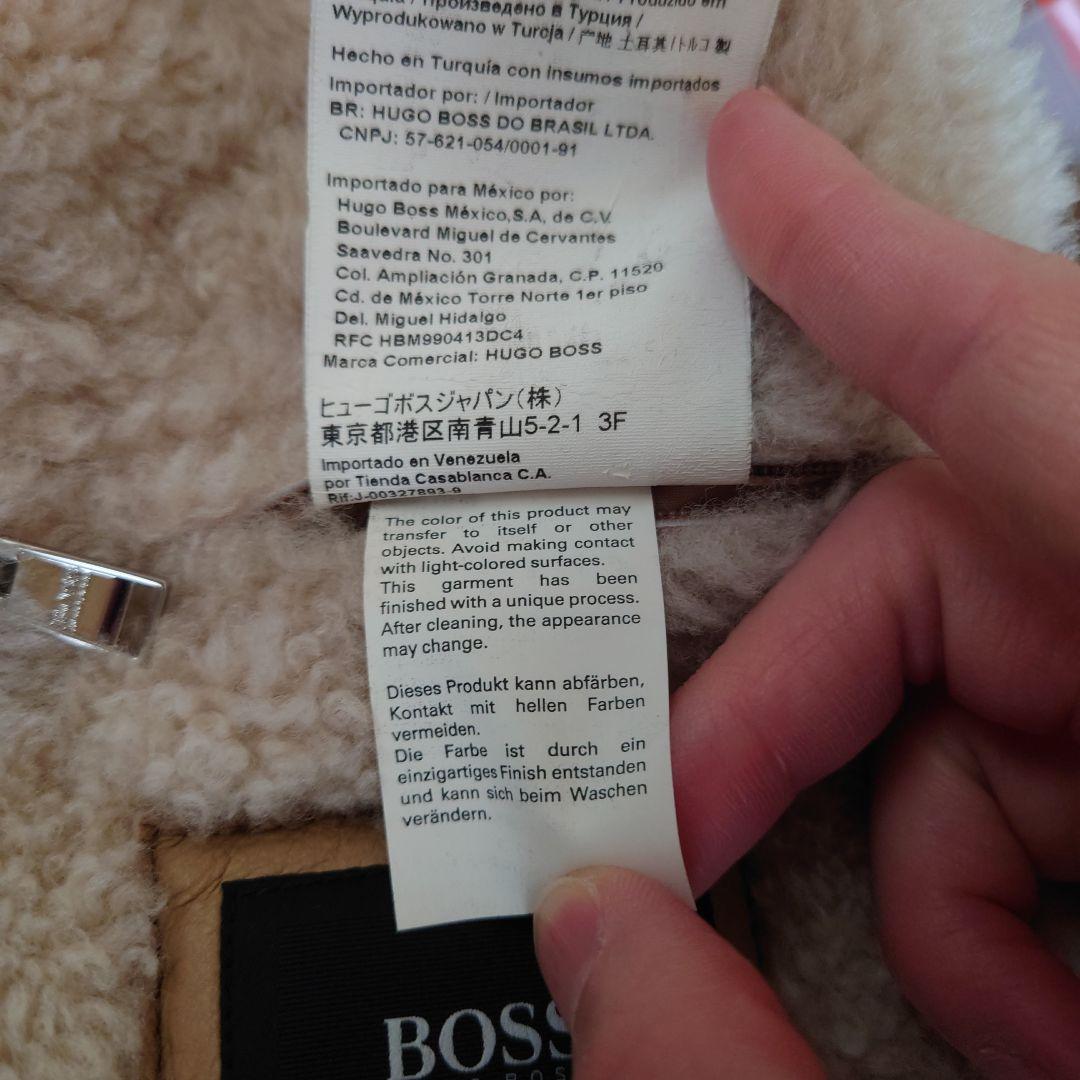 Произведено в Турции /
Wyprodukowano w Turcja / 产地 土耳其/トルコ 製
Hecho en Turquía con Insumos importados
Importador por: / Importador
BR: HUGO BOSS DO BRASIL LTDA.
CNPJ: 57-621-054/0001-91
Importado para México por:
Hugo Boss México,S.A, de C.V.
Boulevard Miguel de Cervantes
Saavedra No. 301
Col. Ampliación Granada, C.P. 11520
Cd. de México Torre Norte 1er piso
Del. Miguel Hidalgo
RFC HBM990413DC4
Marca Comercial: HUGO BOSS
ヒューゴボスジャパン(株)
東京都港区南青山5-2-1 3F
Importado en Venezuela
por Tienda Casablanca C.A.
Rif:J-00327893-9
The color of this product may
transfer to itself or other
objects. Avoid making contact
with light-colored surfaces.
This garment has been
finished with a unique process.
After cleaning, the appearance
may change.
Dieses Produkt kann abfärben,
Kontakt mit hellen Farben
vermeiden.
Die Farbe ist durch ein
einzigartiges Finish entstanden
und kann sich beim Waschen
verändern.
BOSS